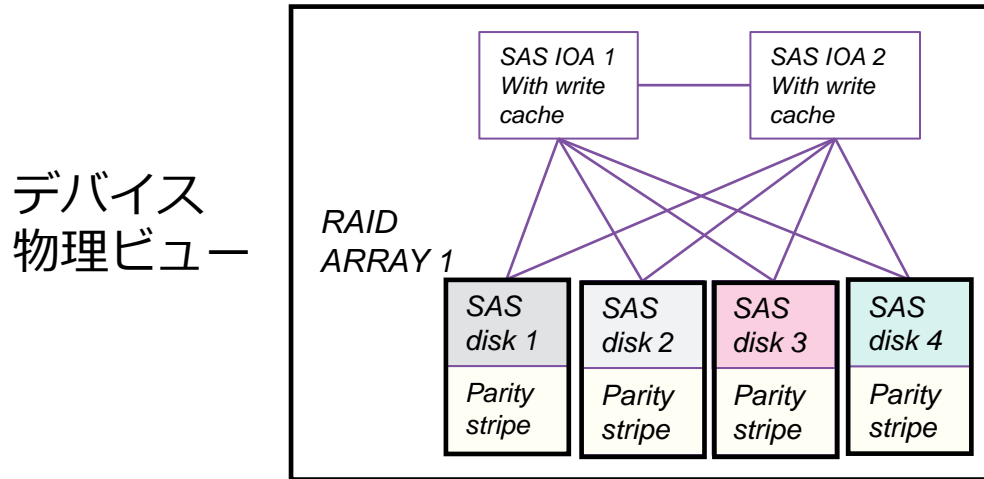 デバイス
物理ビュー
SAS IOA 1
With write
cache
SAS IOA 2
With write
cache
RAID
ARRAY 1
SAS
disk 1
Parity
stripe
SAS
disk 2
Parity
stripe
SAS
disk 3
Parity
stripe
SAS
disk 4
Parity
stripe